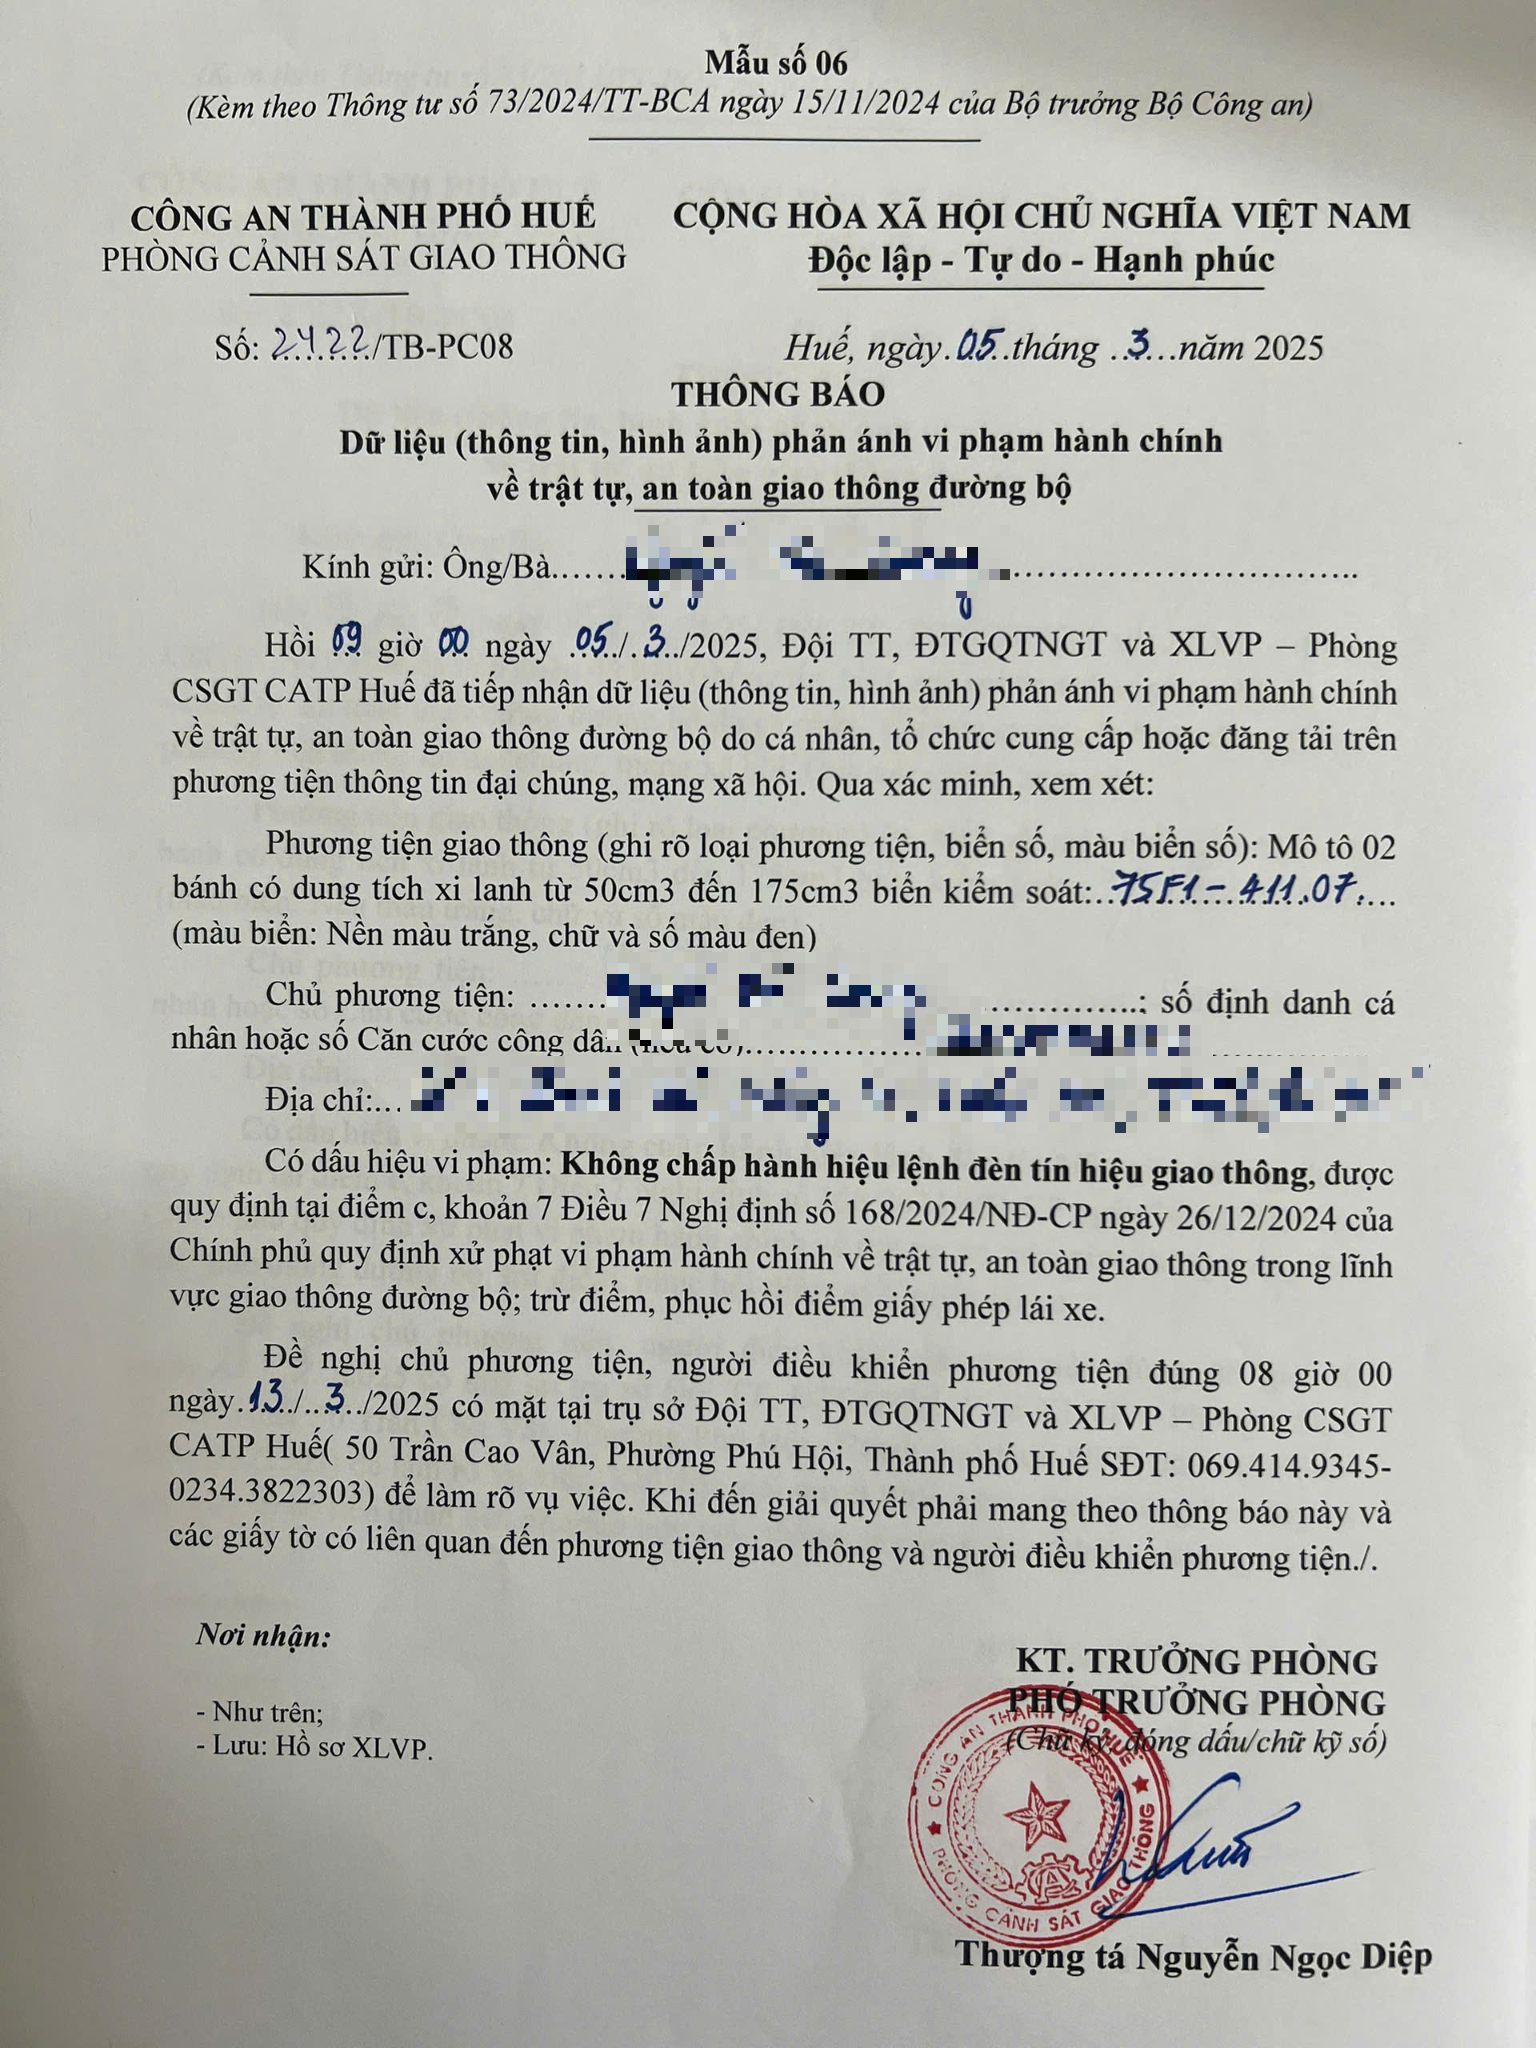 Mẫu số 06
(Kèm theo Thông tư số 73/2024/TT-BCA ngày 15/11/2024 của Bộ trưởng Bộ Công an)
CÔNG AN THÀNH PHỐ HUẾ
PHÒNG CẢNH SÁT GIAO THÔNG
CỘNG HÒA XÃ HỘI CHỦ NGHĨA VIỆT NAM
Độc lập - Tự do - Hạnh phúc
Số: 2422/TB-PC08
Huế, ngày 05 tháng 3 năm 2025
THÔNG BÁO
Dữ liệu (thông tin, hình ảnh) phản ánh vi phạm hành chính
về trật tự, an toàn giao thông đường bộ
Kính gửi: Ông/Bà
Hồi 09 giờ 00 ngày 05/3/2025, Đội TT, ĐTGQTNGT và XLVP – Phòng
CSGT CATP Huế đã tiếp nhận dữ liệu (thông tin, hình ảnh) phản ánh vi phạm hành chính
về trật tự, an toàn giao thông đường bộ do cá nhân, tổ chức cung cấp hoặc đăng tải trên
phương tiện thông tin đại chúng, mạng xã hội. Qua xác minh, xem xét:
Phương tiện giao thông (ghi rõ loại phương tiện, biển số, màu biển số): Mô tô 02
bánh có dung tích xi lanh từ 50cm3 đến 175cm3 biển kiểm soát: 75F1-411.07
(màu biển: Nền màu trắng, chữ và số màu đen)
Chủ phương tiện: ; số định danh cá
nhân hoặc số Căn cước công dân
Địa chỉ:
Có dấu hiệu vi phạm: Không chấp hành hiệu lệnh đèn tín hiệu giao thông, được
quy định tại điểm c, khoản 7 Điều 7 Nghị định số 168/2024/NĐ-CP ngày 26/12/2024 của
Chính phủ quy định xử phạt vi phạm hành chính về trật tự, an toàn giao thông trong lĩnh
vực giao thông đường bộ; trừ điểm, phục hồi điểm giấy phép lái xe.
Đề nghị chủ phương tiện, người điều khiển phương tiện đúng 08 giờ 00
ngày 13/3/2025 có mặt tại trụ sở Đội TT, ĐTGQTNGT và XLVP – Phòng CSGT
CATP Huế( 50 Trần Cao Vân, Phường Phú Hội, Thành phố Huế SĐT: 069.414.9345-
0234.3822303) để làm rõ vụ việc. Khi đến giải quyết phải mang theo thông báo này và
các giấy tờ có liên quan đến phương tiện giao thông và người điều khiển phương tiện./.
Nơi nhận:
- Như trên;
- Lưu: Hồ sơ XLVP.
KT. TRƯỞNG PHÒNG
PHÓ TRƯỞNG PHÒNG
(Chữ ký, đóng dấu/chữ ký số)
CÔNG AN THÀNH PHỐ HUẾ
PHÒNG CẢNH SÁT GIAO THÔNG
Thượng tá Nguyễn Ngọc Diệp